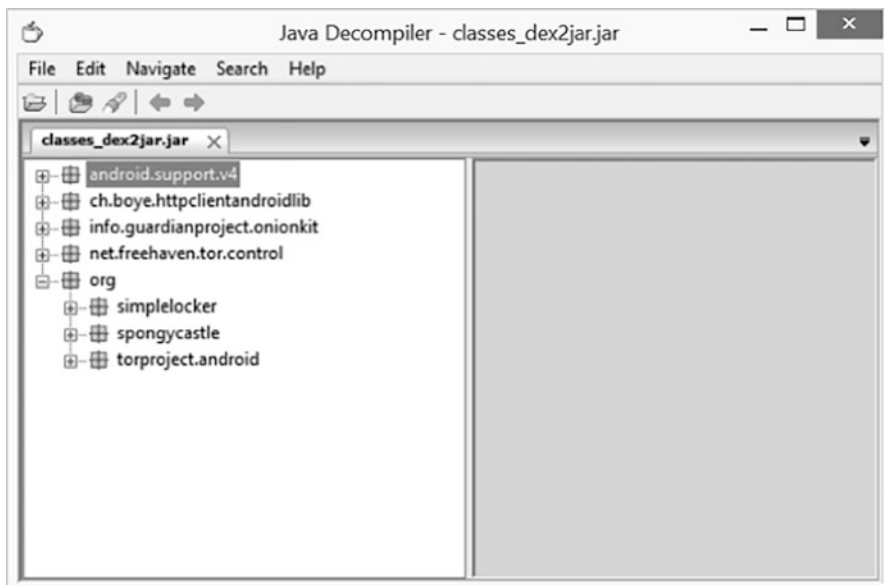 Java Decompiler - classes_dex2jar.jar
File Edit Navigate Search Help
classes_dex2jar.jar
android.support.v4
ch.boye.httpclientandroidlib
info.guardianproject.onionkit
net.freehaven.tor.control
org
simplelocker
spongycastle
torproject.android